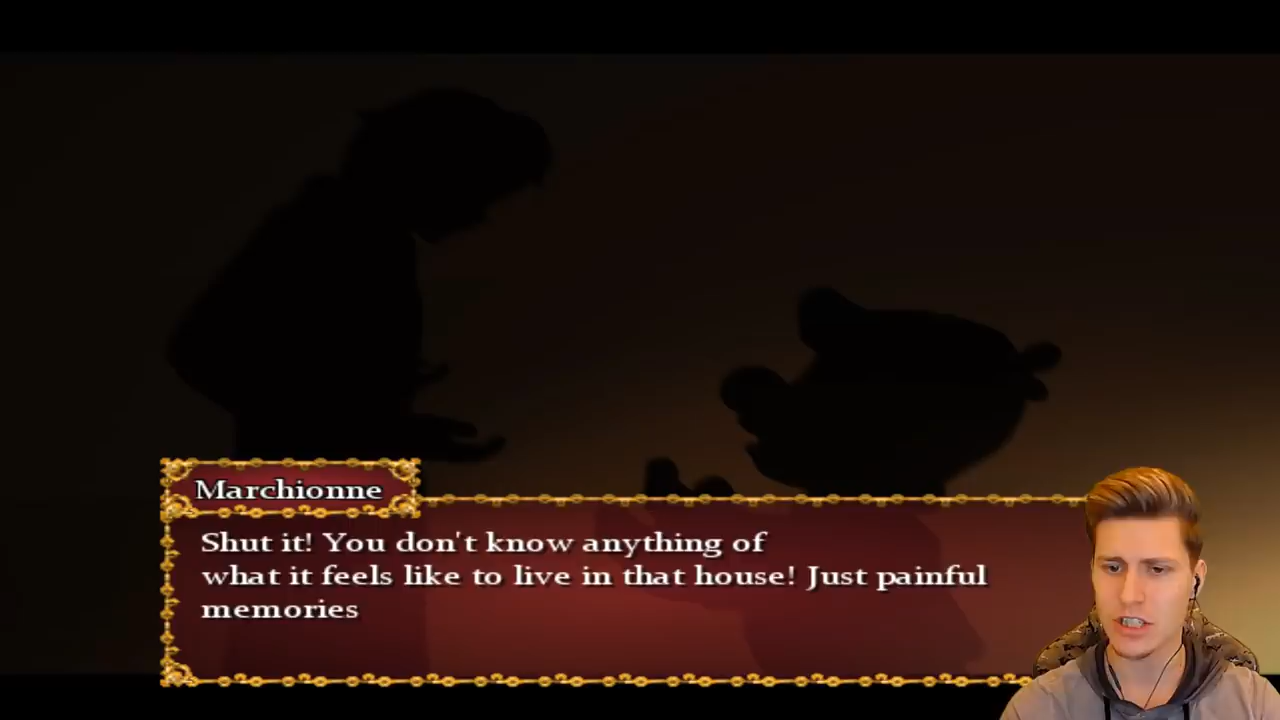 Marchionne
Shut it! You don't know anything of
what it feels like to live in that house! Just painful
memories